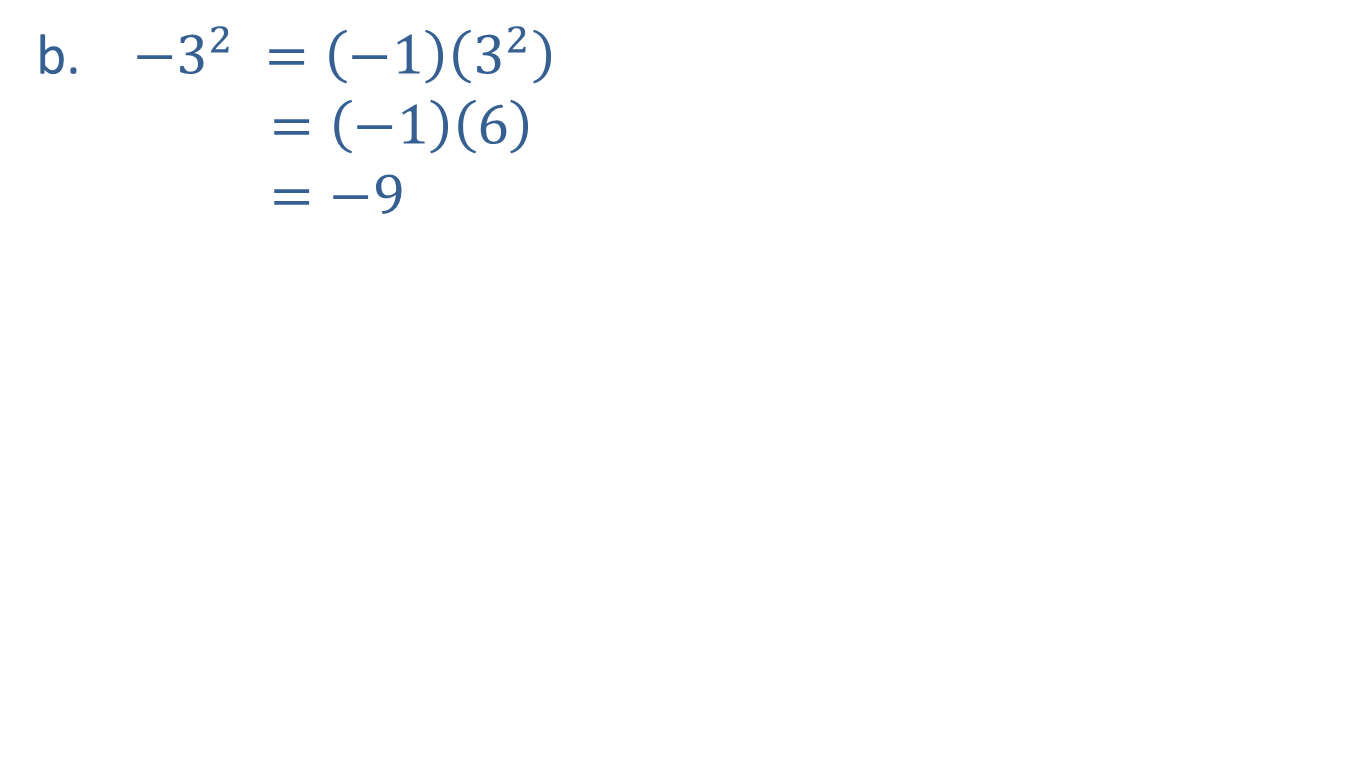 b. −3² = (−1)(3²)
= (−1)(6)
= −9